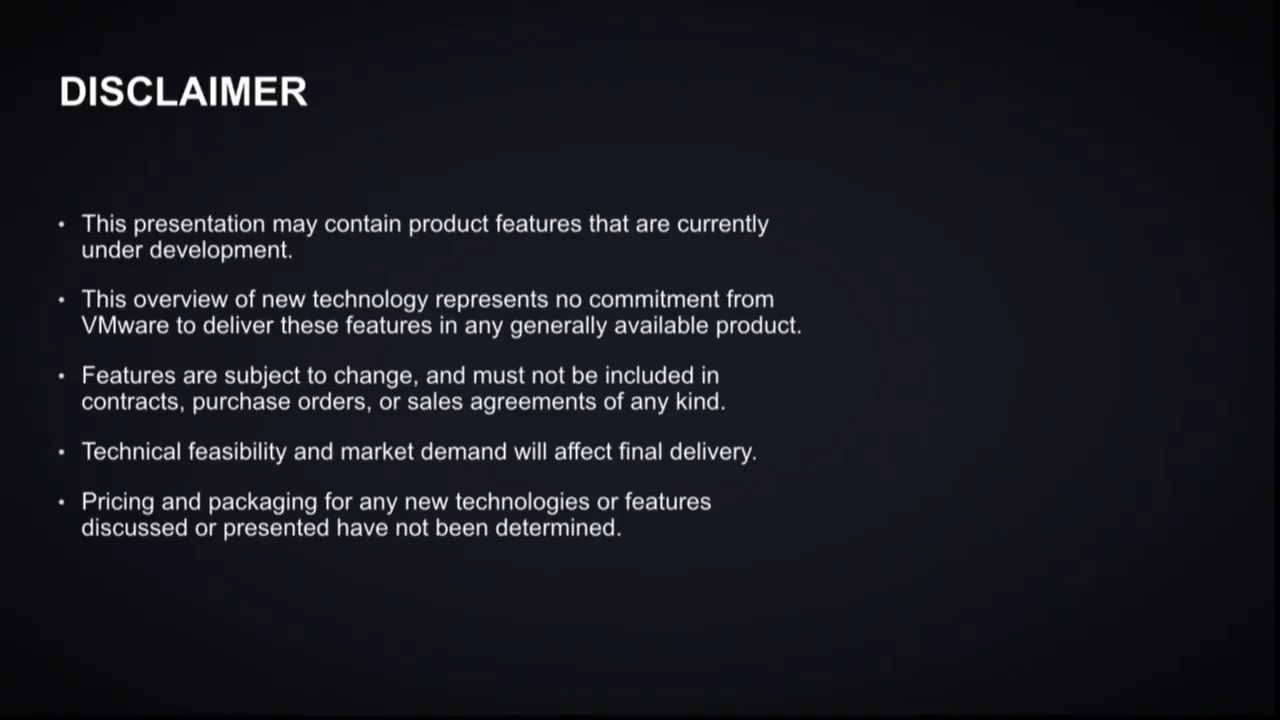 DISCLAIMER
• This presentation may contain product features that are currently
under development.
• This overview of new technology represents no commitment from
VMware to deliver these features in any generally available product.
• Features are subject to change, and must not be included in
contracts, purchase orders, or sales agreements of any kind.
• Technical feasibility and market demand will affect final delivery.
• Pricing and packaging for any new technologies or features
discussed or presented have not been determined.